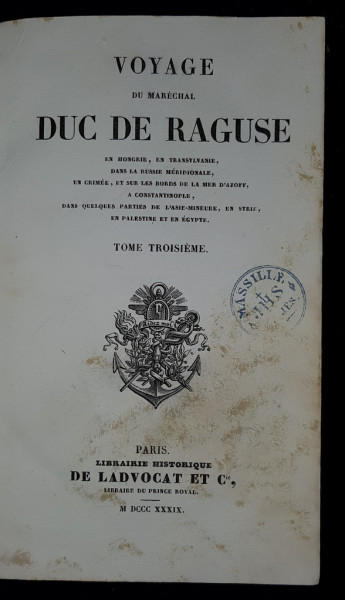 VOYAGE
DU MARÉCHAL
DUC DE RAGUSE
EN HONGRIE, EN TRANSYLVANIE,
DANS LA RUSSIE MÉRIDIONALE,
EN CRIMÉE, ET SUR LES BORDS DE LA MER D'AZOFF,
A CONSTANTINOPLE,
DANS QUELQUES PARTIES DE L'ASIE-MINEURE, EN SYRIE,
EN PALESTINE ET EN ÉGYPTE.
TOME TROISIÈME.
MASSILLE
IHS
PARIS.
LIBRAIRIE HISTORIQUE
DE LADVOCAT ET Cie,
LIBRAIRE DU PRINCE ROYAL.
M DCCC XXXIX.